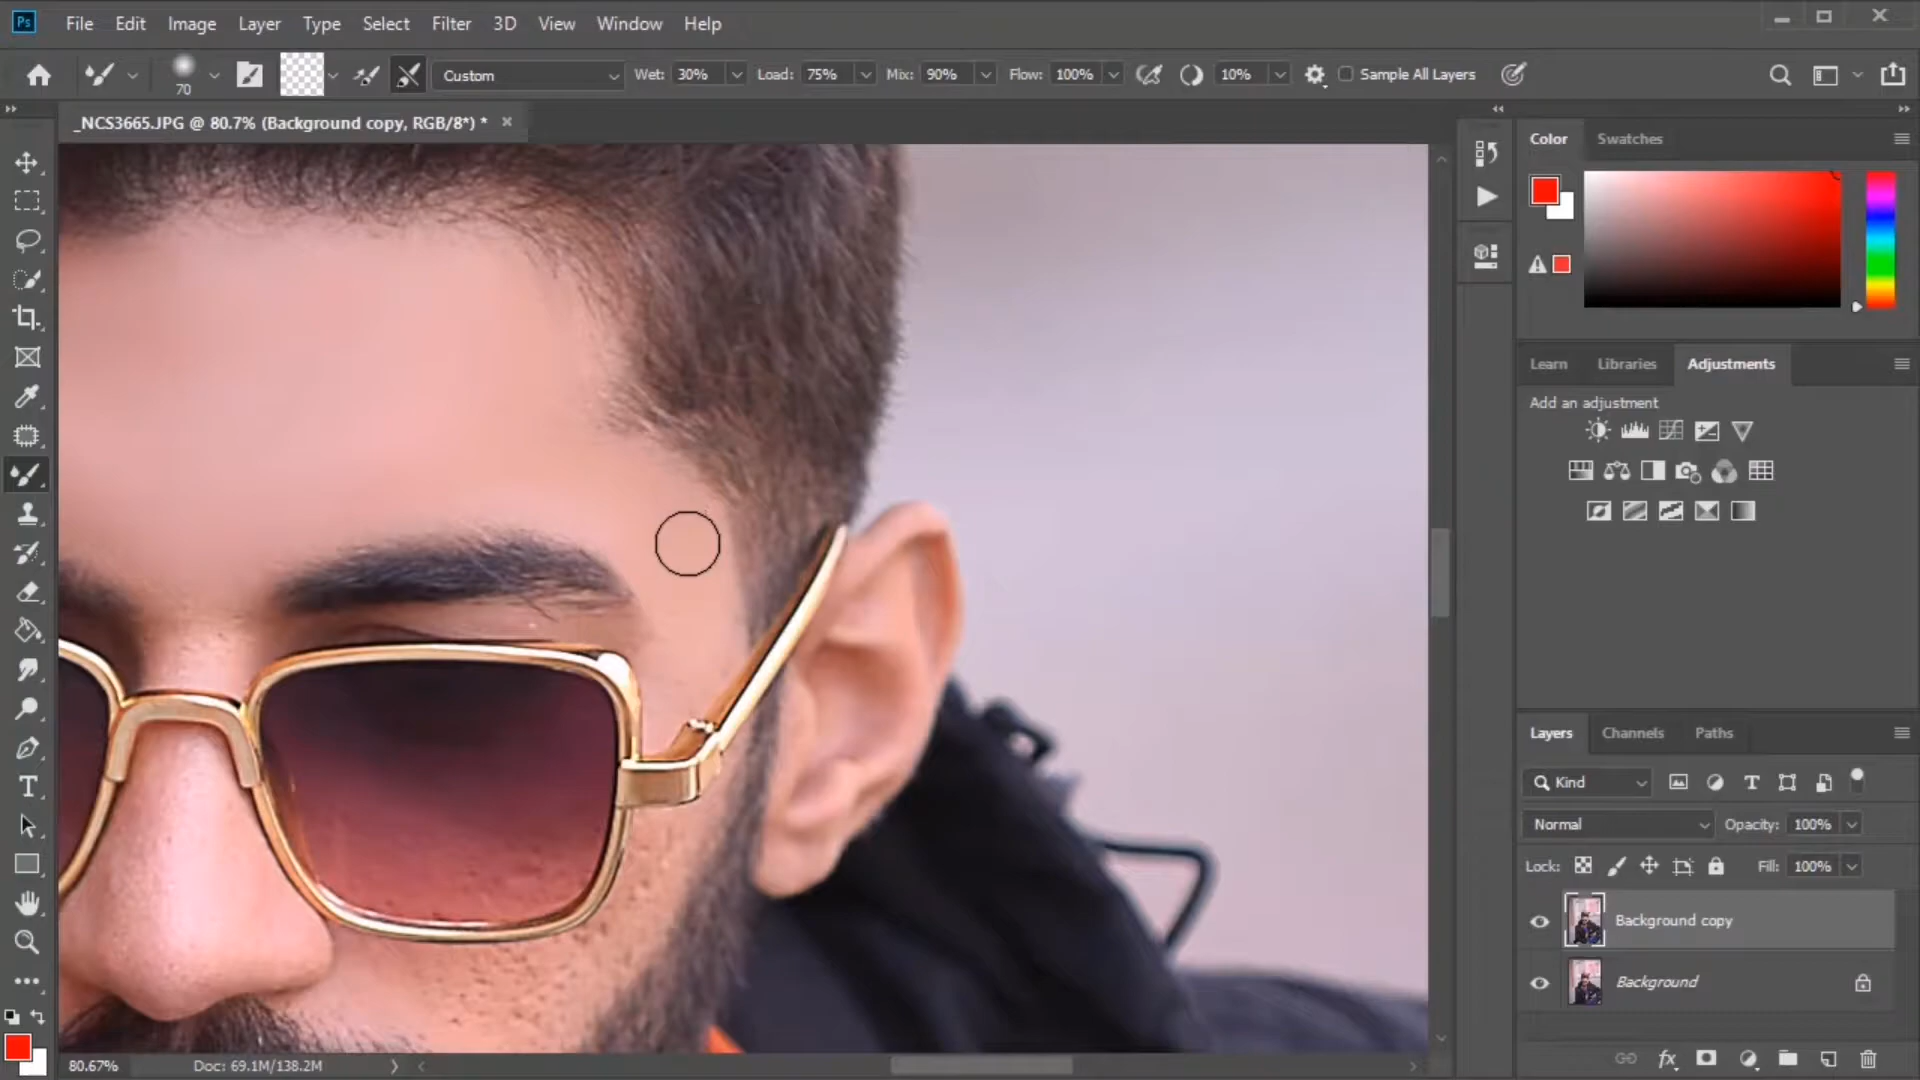 Ps File Edit Image Layer Type Select Filter 3D View Window Help
70 Custom Wet: 30% Load: 75% Mix: 90% Flow: 100% 10% Sample All Layers
_NCS3665.JPG @ 80.7% (Background copy, RGB/8*) * ×
Color Swatches
Learn Libraries Adjustments
Add an adjustment
Layers Channels Paths
Kind
Normal Opacity: 100%
Lock: Fill: 100%
Background copy
Background
80.67% Doc: 69.1M/138.2M